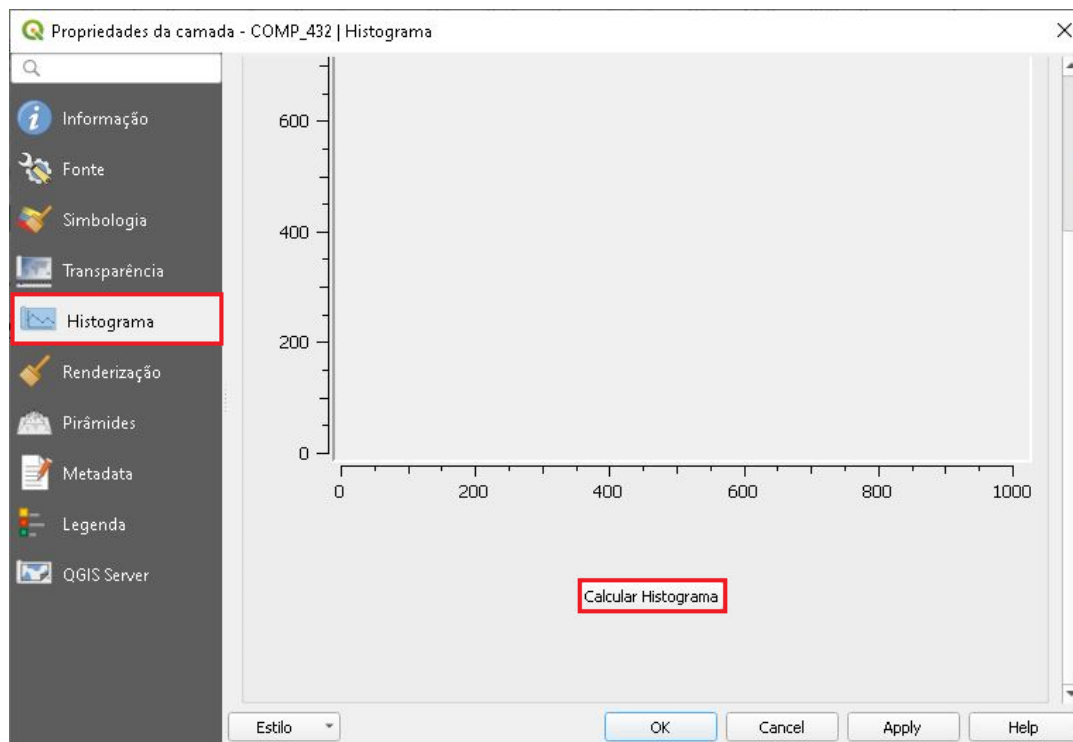 Propriedades da camada - COMP_432 | Histograma
Informação
Fonte
Simbologia
Transparência
Histograma
Renderização
Pirâmides
Metadata
Legenda
QGIS Server
600
400
200
0
0 200 400 600 800 1000
Calcular Histograma
Estilo OK Cancel Apply Help